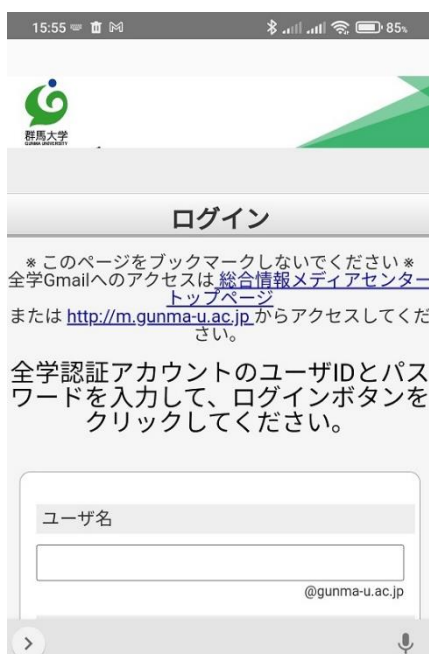 15:55
85%
群馬大学
GUNMA UNIVERSITY
ログイン
※ このページをブックマークしないでください ※
全学Gmailへのアクセスは 総合情報メディアセンター
トップページ
または http://m.gunma-u.ac.jp からアクセスしてくだ
さい。
全学認証アカウントのユーザIDとパス
ワードを入力して、ログインボタンを
クリックしてください。
ユーザ名
@gunma-u.ac.jp